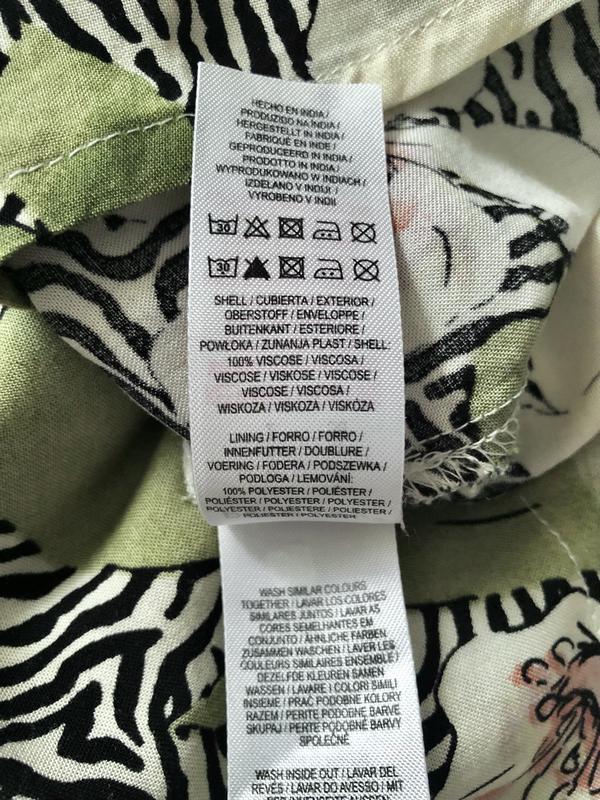 HECHO EN INDIA /
PRODUZIDO NA ÍNDIA /
HERGESTELLT IN INDIA /
FABRIQUÉ EN INDE /
GEPRODUCEERD IN INDIA /
PRODOTTO IN INDIA /
WYPRODUKOWANO W INDIACH /
IZDELANO V INDIJI /
VYROBENO V INDII
30
30
SHELL / CUBIERTA / EXTERIOR /
OBERSTOFF / ENVELOPPE /
BUITENKANT / ESTERIORE /
POWŁOKA / ZUNANJA PLAST / SHELL:
100% VISCOSE / VISCOSA /
VISCOSE / VISKOSE / VISCOSE /
VISCOSE / VISCOSA /
WISKOZA / VISKOZA / VISKÓZA
LINING / FORRO / FORRO /
INNENFUTTER / DOUBLURE /
VOERING / FODERA / PODSZEWKA /
PODLOGA / LEMOVÁNÍ:
100% POLYESTER / POLIÉSTER /
POLIÉSTER / POLYESTER / POLYESTER /
POLYESTER / POLIESTERE / POLIESTER /
POLIESTER / POLYESTER
WASH SIMILAR COLOURS
TOGETHER / LAVAR LOS COLORES
SIMILARES JUNTOS / LAVAR AS
CORES SEMELHANTES EM
CONJUNTO / ÄHNLICHE FARBEN
ZUSAMMEN WASCHEN / LAVER LES
COULEURS SIMILAIRES ENSEMBLE /
DEZELFDE KLEUREN SAMEN
WASSEN / LAVARE I COLORI SIMILI
INSIEME / PRAĆ PODOBNE KOLORY
RAZEM / PERITE PODOBNE BARVE
SKUPAJ / PERTE PODOBNÉ BARVY
SPOLEČNĚ
WASH INSIDE OUT / LAVAR DEL
REVÉS / LAVAR DO AVESSO / MIT